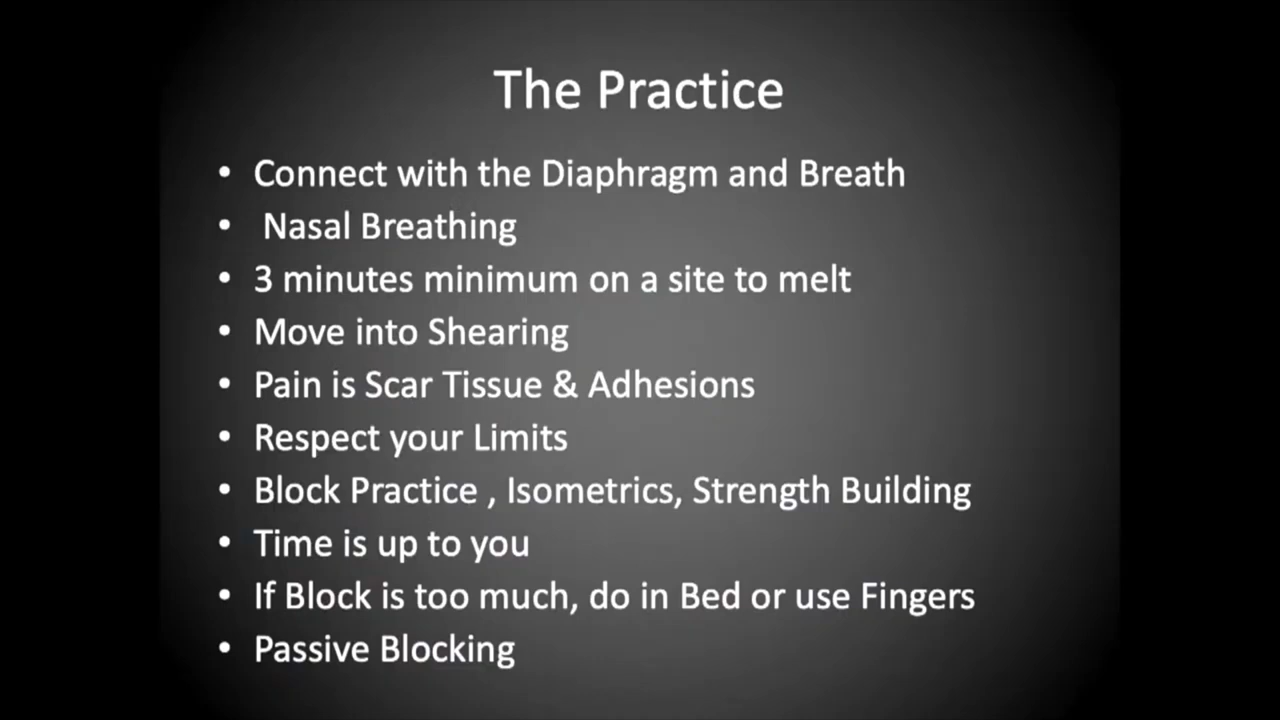 The Practice
• Connect with the Diaphragm and Breath
• Nasal Breathing
• 3 minutes minimum on a site to melt
• Move into Shearing
• Pain is Scar Tissue & Adhesions
• Respect your Limits
• Block Practice , Isometrics, Strength Building
• Time is up to you
• If Block is too much, do in Bed or use Fingers
• Passive Blocking